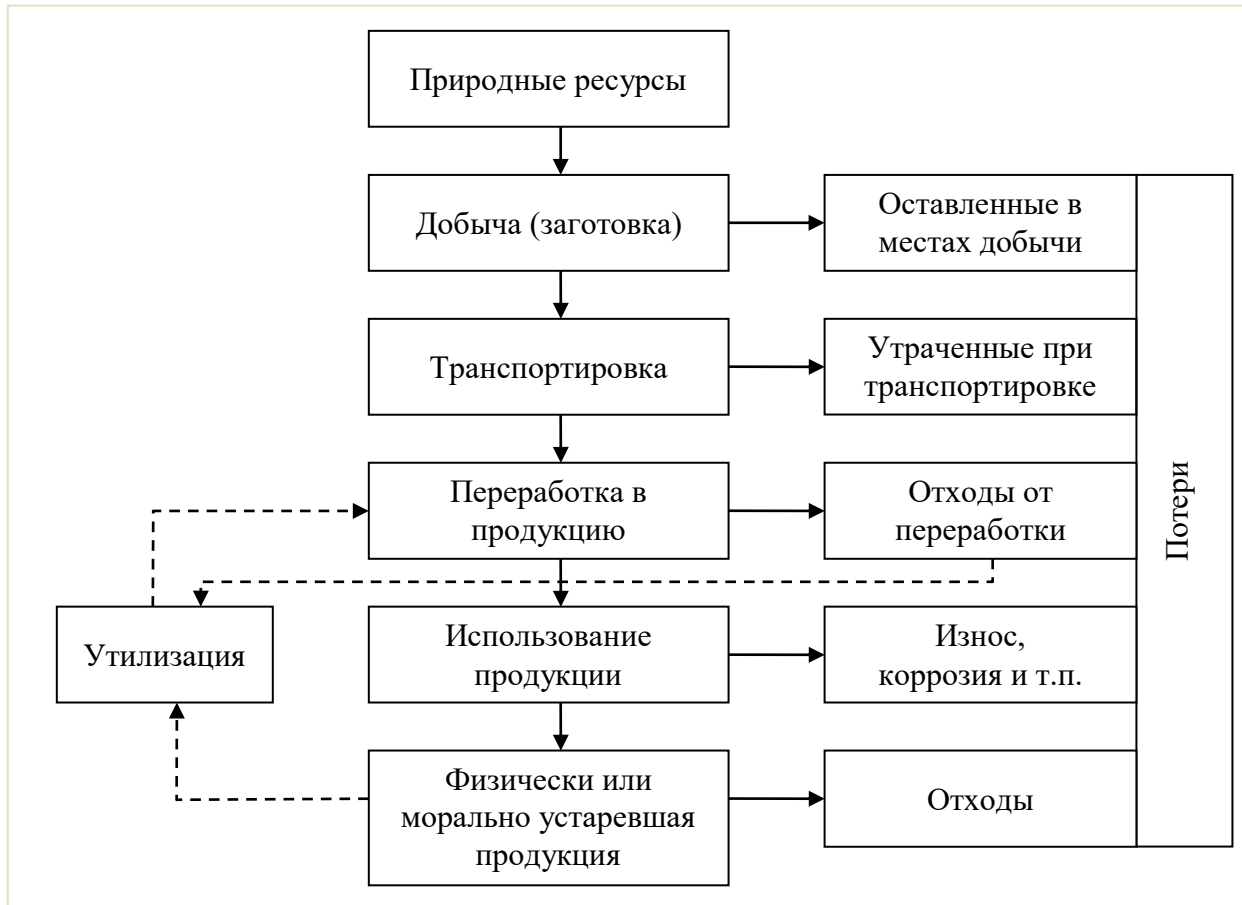 Природные ресурсы
Добыча (заготовка)
Оставленные в
местах добычи
Транспортировка
Утраченные при
транспортировке
Переработка в
продукцию
Отходы от
переработки
Потери
Утилизация
Использование
продукции
Износ,
коррозия и т.п.
Физически или
морально устаревшая
продукция
Отходы